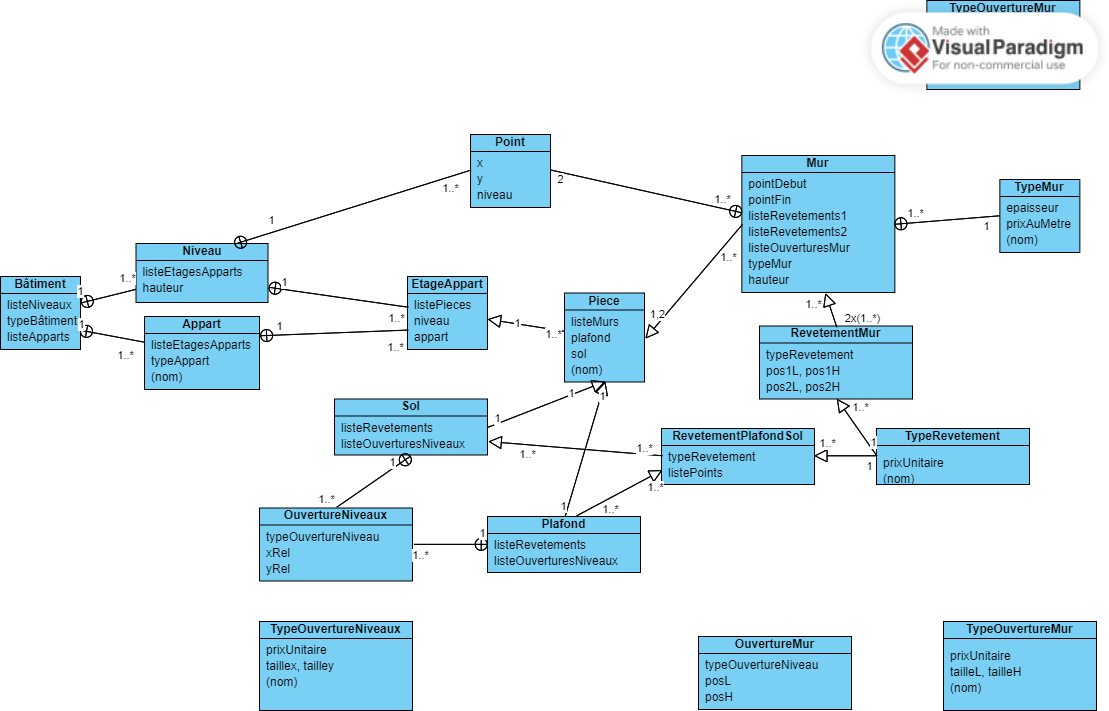 TypeOuvertureMur
Made with
VisualParadigm
For non-commercial use
Point
x
y
niveau
1..*
2
Mur
pointDebut
pointFin
listeRevetements1
listeRevetements2
listeOuverturesMur
typeMur
hauteur
1..*
1..*
1..*
1
TypeMur
epaisseur
prixAuMetre
(nom)
1
Niveau
listeEtagesApparts
hauteur
1
Bâtiment
listeNiveaux
typeBâtiment
listeApparts
1
1..*
1
1..*
Appart
listeEtagesApparts
typeAppart
(nom)
1
EtageAppart
listePieces
niveau
appart
1..*
1..*
1
1..*
Piece
listeMurs
plafond
sol
(nom)
1,2
1..*
2x(1..*)
RevetementMur
typeRevetement
pos1L, pos1H
pos2L, pos2H
1..*
1
Sol
listeRevetements
listeOuverturesNiveaux
1
1
1
1..*
1..*
RevetementPlafondSol
typeRevetement
listePoints
1..*
1
TypeRevetement
prixUnitaire
(nom)
1
1..*
OuvertureNiveaux
typeOuvertureNiveau
xRel
yRel
1..*
1
1
1..*
1..*
Plafond
listeRevetements
listeOuverturesNiveaux
TypeOuvertureNiveaux
prixUnitaire
taillex, tailley
(nom)
OuvertureMur
typeOuvertureNiveau
posL
posH
TypeOuvertureMur
prixUnitaire
tailleL, tailleH
(nom)